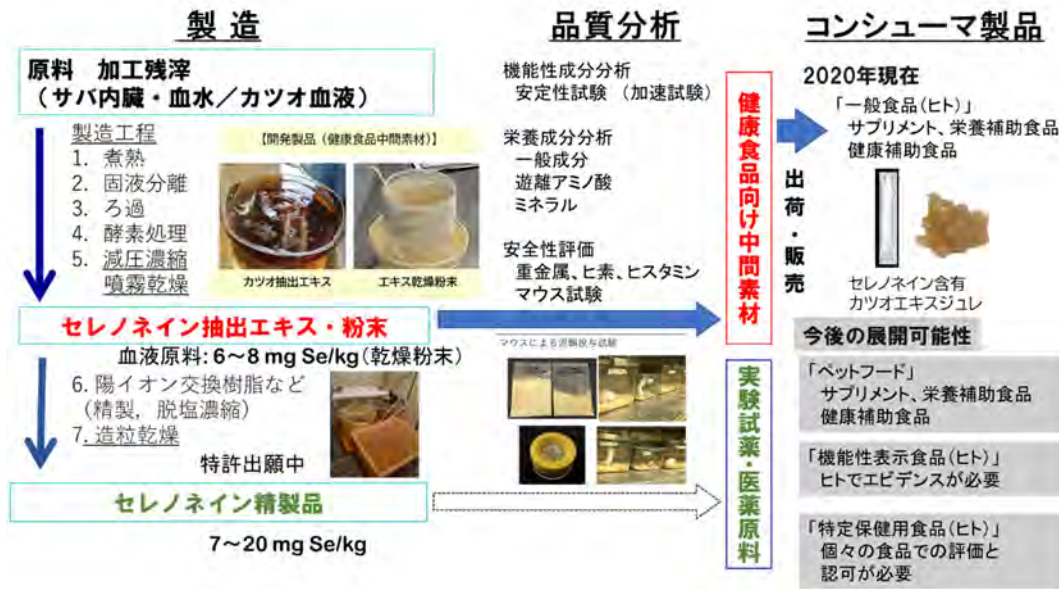 製 造
原料 加工残滓
（サバ内臓・血水／カツオ血液）
製造工程
1. 煮熟
2. 固液分離
3. ろ過
4. 酵素処理
5. 減圧濃縮
噴霧乾燥
【開発製品（健康食品中間素材）】
カツオ抽出エキス
エキス乾燥粉末
セレノネイン抽出エキス・粉末
血液原料: 6～8 mg Se/kg（乾燥粉末）
6. 陽イオン交換樹脂など
（精製，脱塩濃縮）
7. 造粒乾燥
特許出願中
セレノネイン精製品
7～20 mg Se/kg
品質分析
機能性成分分析
安定性試験 （加速試験）
栄養成分分析
一般成分
遊離アミノ酸
ミネラル
安全性評価
重金属、ヒ素、ヒスタミン
マウス試験
健康食品向け中間素材
実験試薬・医薬原料
コンシューマ製品
2020年現在
「一般食品（ヒト）」
サプリメント、栄養補助食品
健康補助食品
出荷・販売
セレノネイン含有
カツオエキスジュレ
今後の展開可能性
「ペットフード」
サプリメント、栄養補助食品
健康補助食品
「機能性表示食品（ヒト）」
ヒトでエビデンスが必要
「特定保健用食品（ヒト）」
個々の食品での評価と
認可が必要